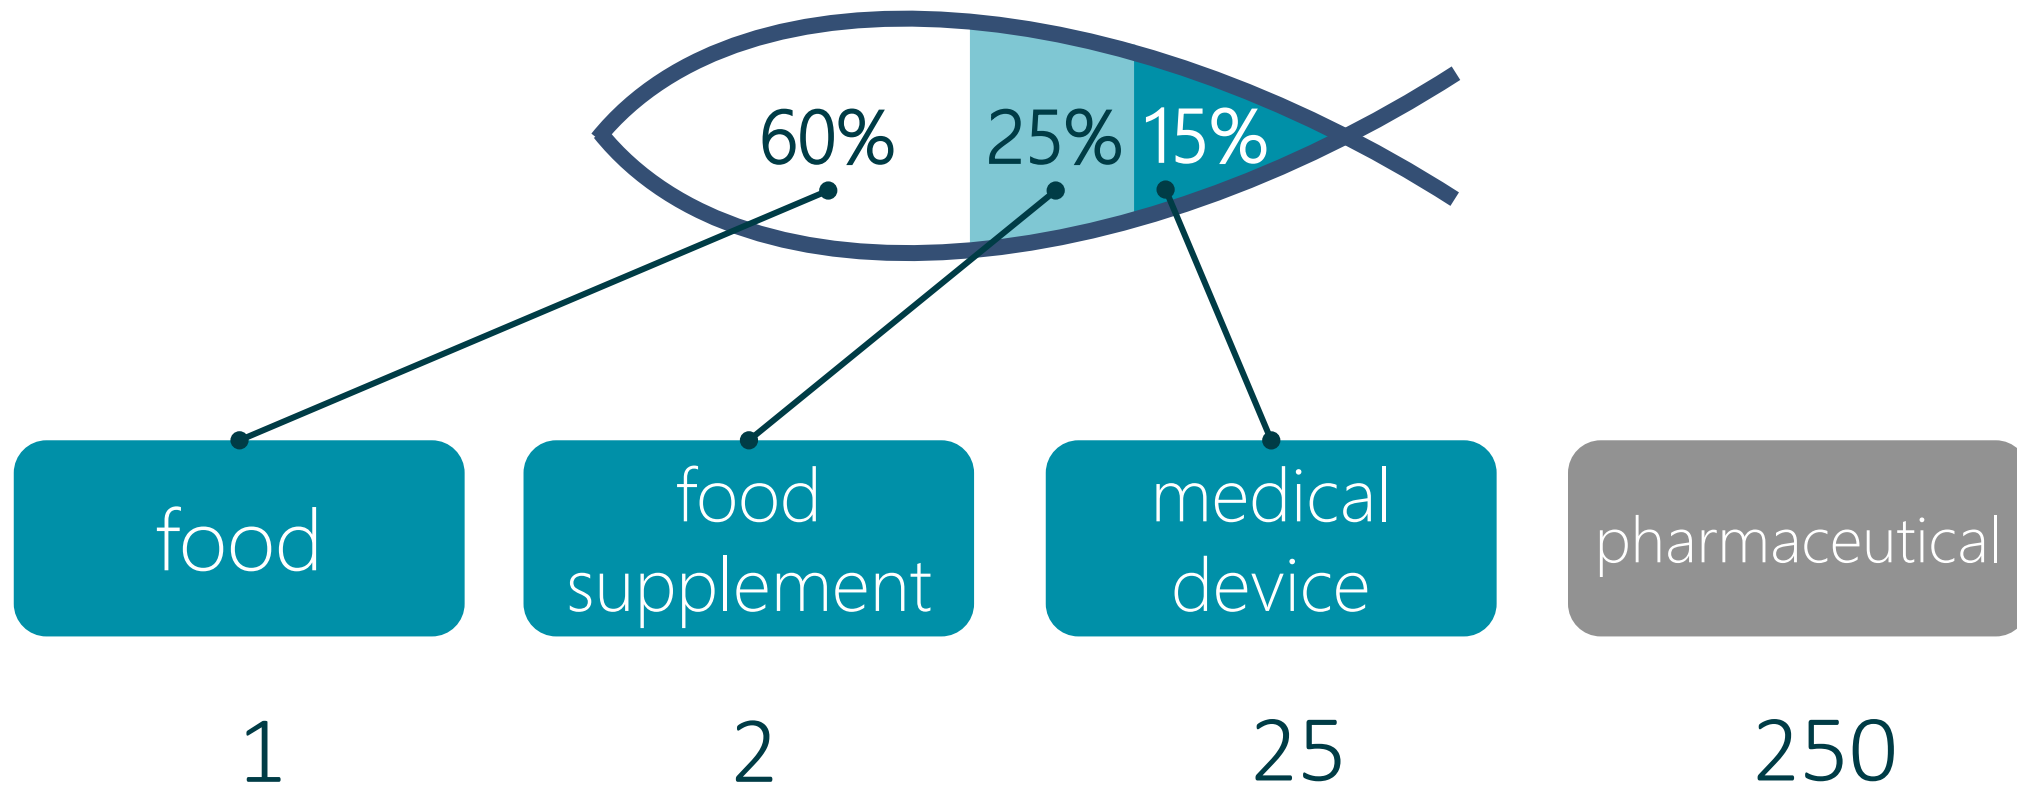 60% 25% 15%
food
food
supplement
medical
device
pharmaceutical
1 2 25 250